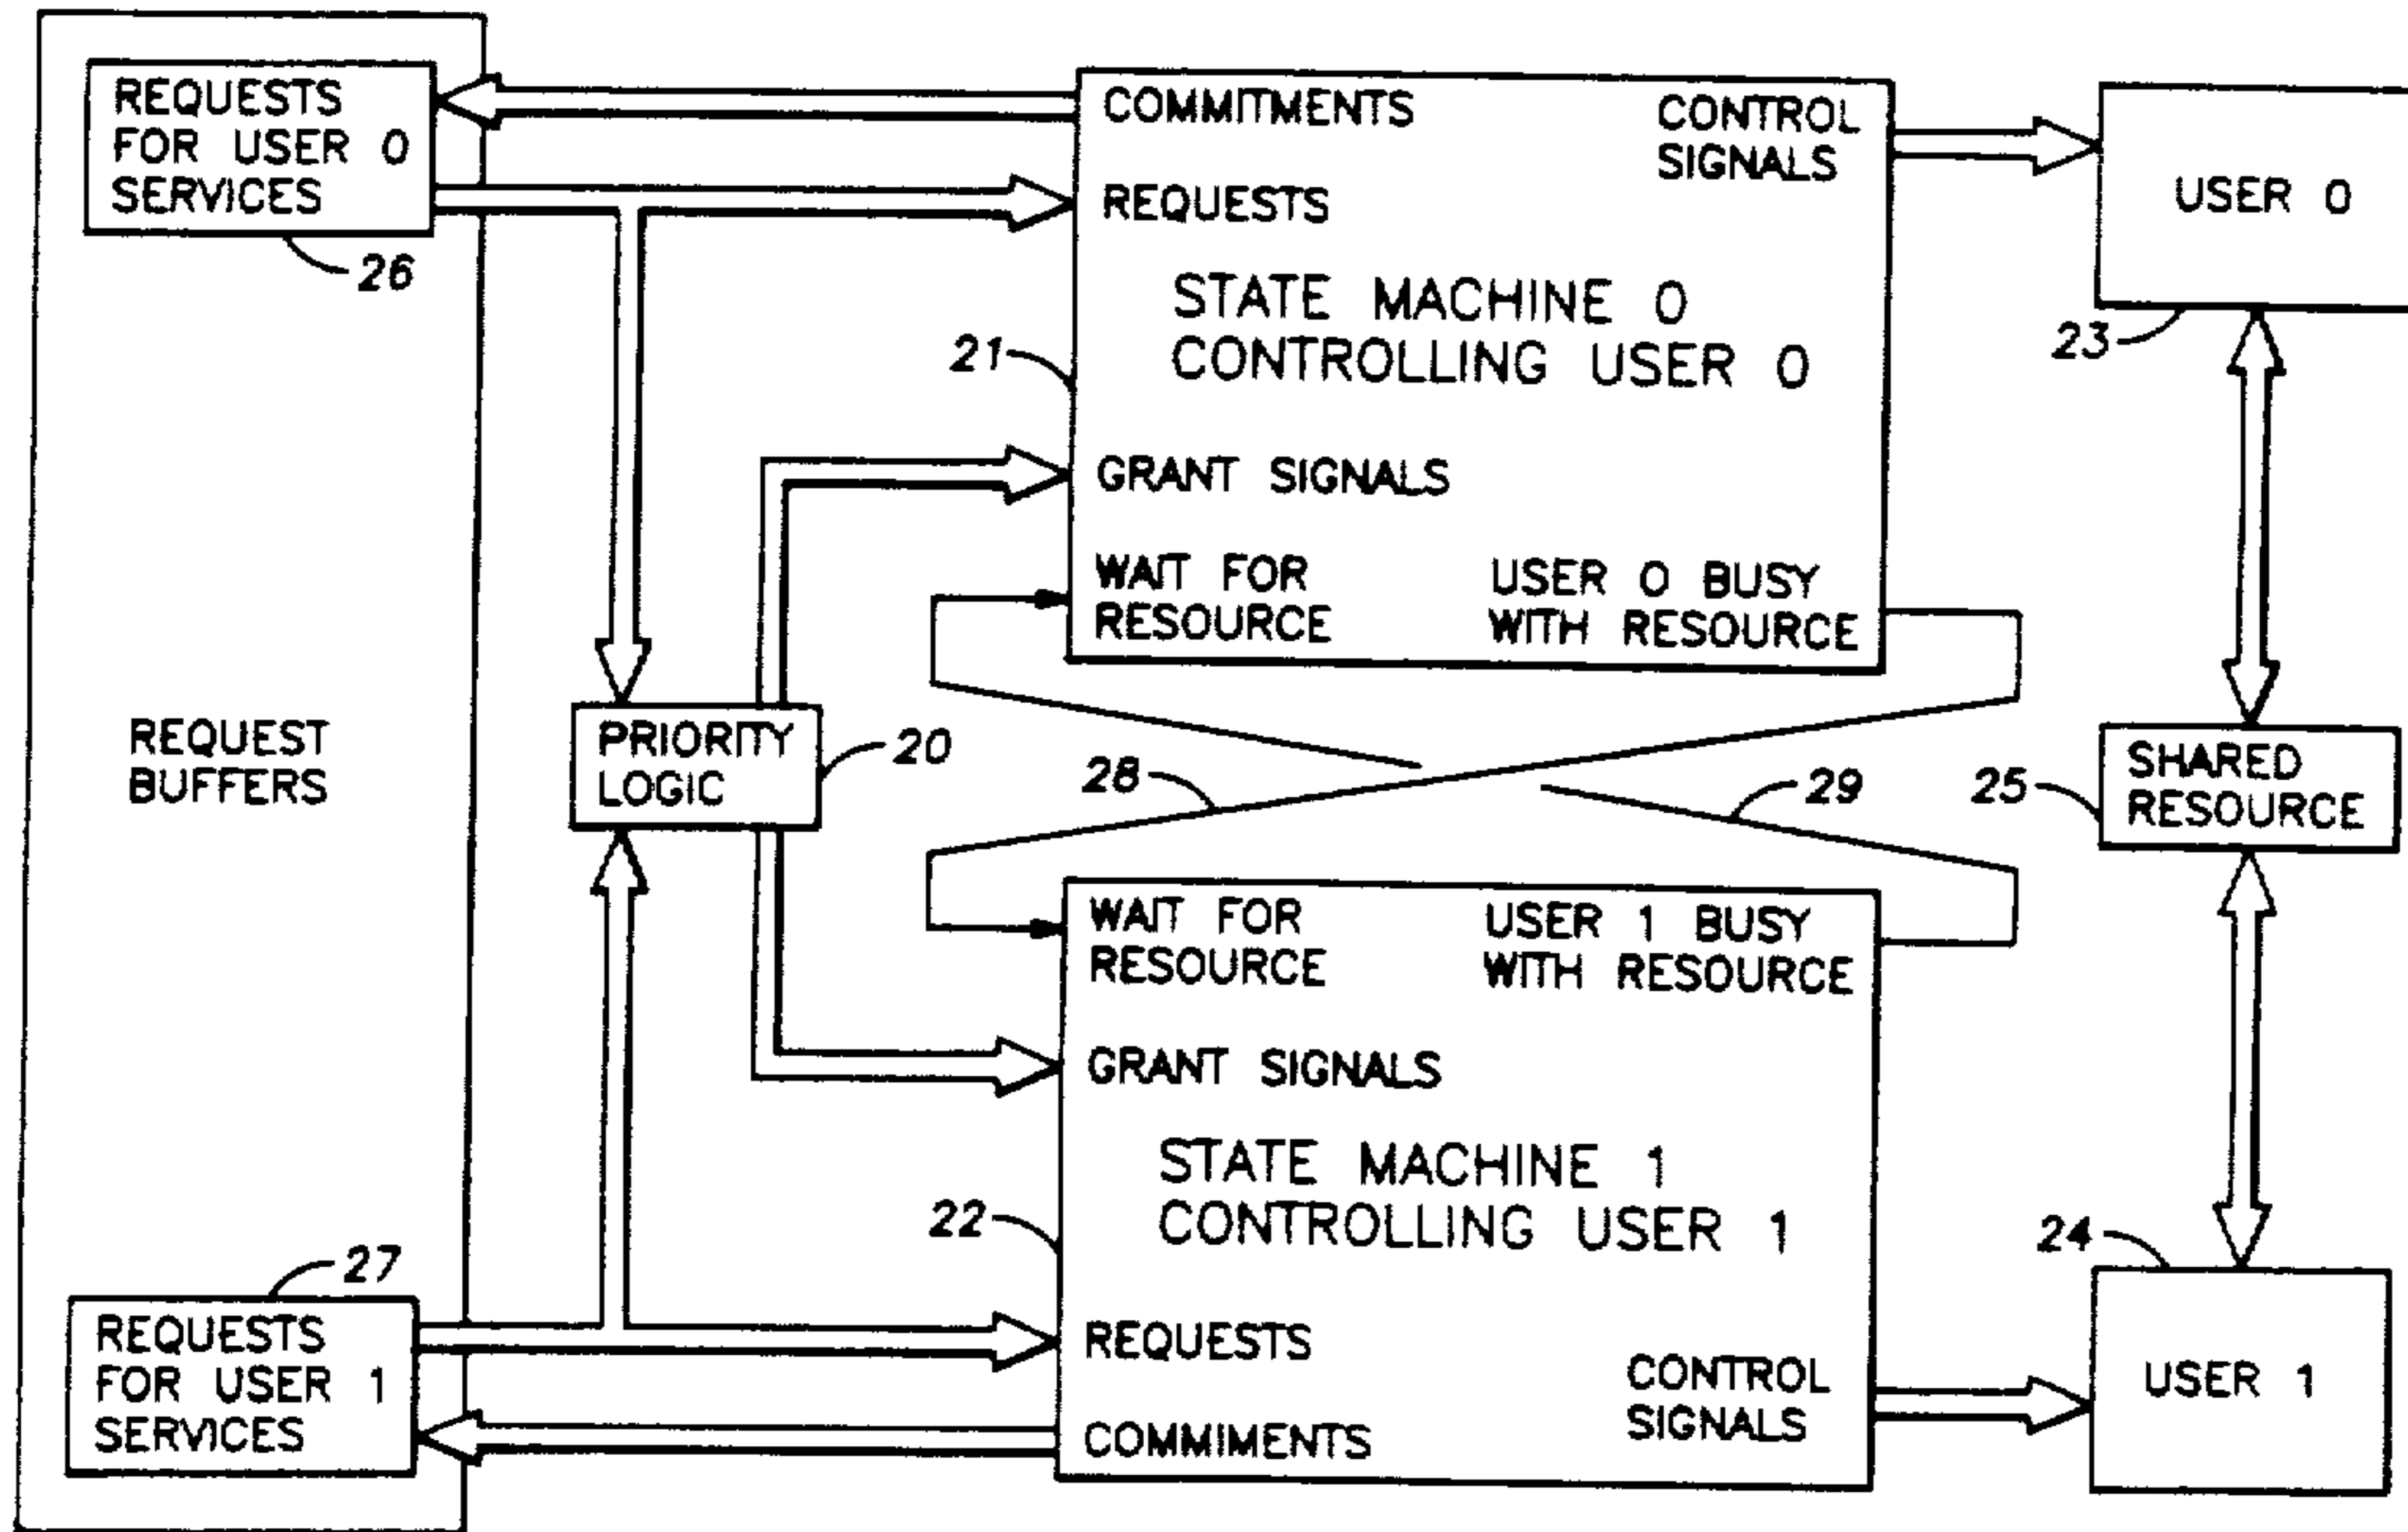 REQUESTS
FOR USER 0
SERVICES
26
COMMITMENTS
REQUESTS
CONTROL
SIGNALS
STATE MACHINE 0
CONTROLLING USER 0
21
GRANT SIGNALS
WAIT FOR
RESOURCE
USER 0 BUSY
WITH RESOURCE
USER 0
23
REQUEST
BUFFERS
PRIORITY
LOGIC
20
28
29
25
SHARED
RESOURCE
WAIT FOR
RESOURCE
USER 1 BUSY
WITH RESOURCE
GRANT SIGNALS
STATE MACHINE 1
CONTROLLING USER 1
22
24
27
REQUESTS
FOR USER 1
SERVICES
REQUESTS
COMMIMENTS
CONTROL
SIGNALS
USER 1